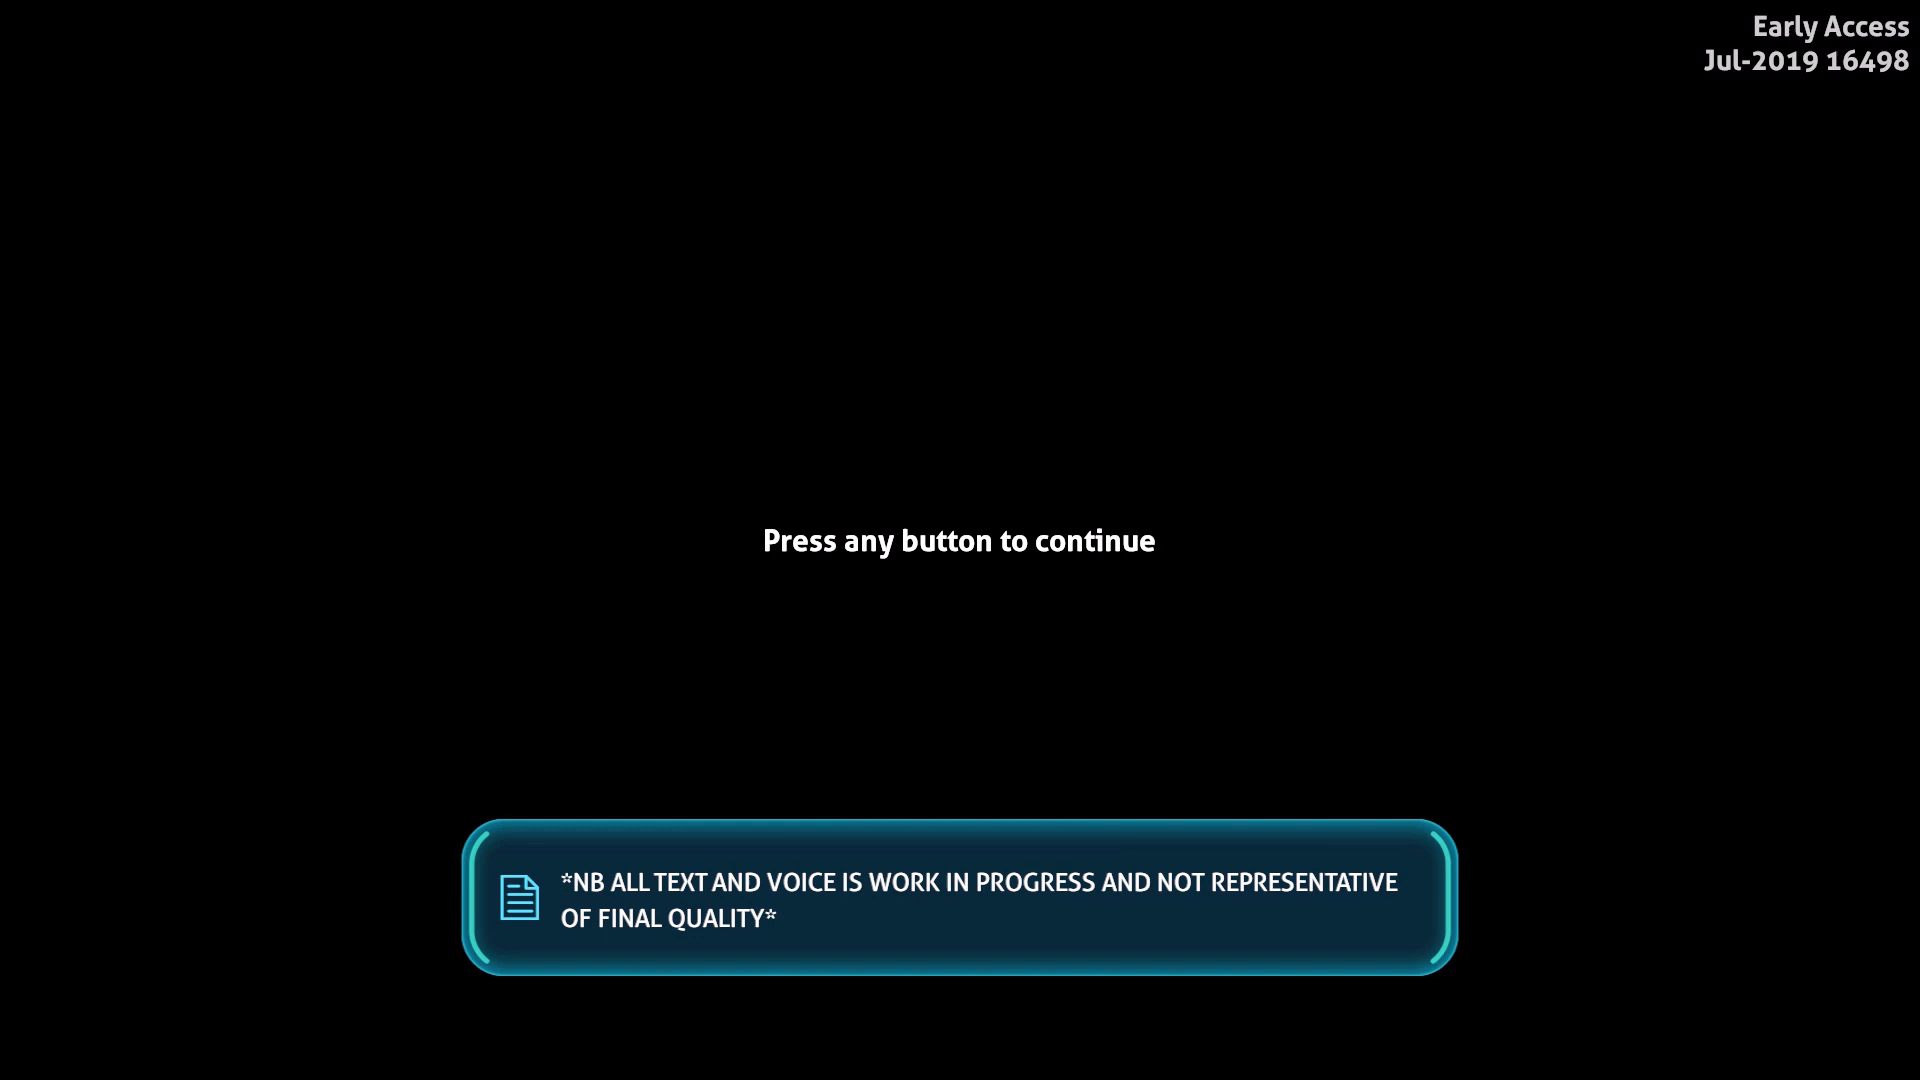 Early Access
Jul-2019 16498
Press any button to continue
*NB ALL TEXT AND VOICE IS WORK IN PROGRESS AND NOT REPRESENTATIVE
OF FINAL QUALITY*